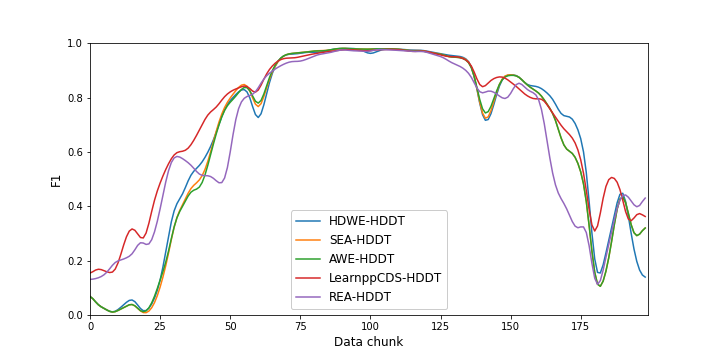 1.0
0.8
0.6
0.4
0.2
0.0
F1
HDWE-HDDT
SEA-HDDT
AWE-HDDT
LearnppCDS-HDDT
REA-HDDT
0 25 50 75 100 125 150 175
Data chunk